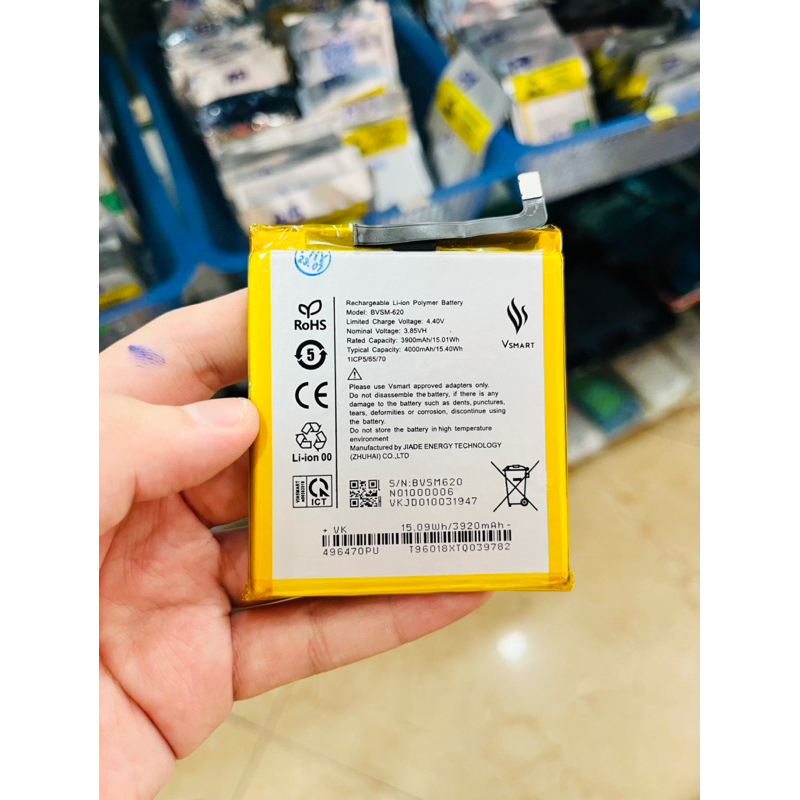 RoHS
5
CE
Li-ion 00
ICT
Rechargeable Li-ion Polymer Battery
Model: BVSM-620
Limited Charge Voltage: 4.40V
Nominal Voltage: 3.85VH
Rated Capacity: 3900mAh/15.01Wh
Typical Capacity: 4000mAh/15.40Wh
1ICP5/65/70
Please use Vsmart approved adapters only.
Do not disassemble the battery, if there is any
damage to the battery such as dents, punctures,
tears, deformities or corrosion, discontinue using
the battery.
Do not store the battery in high temperature
environment
Manufactured by JIADE ENERGY TECHNOLOGY
(ZHUHAI) CO.,LTD
VSMART
S/N:BVSM620
N01000006
VKJD010031947
+ VK 15.09Wh/3920mAh -
496470PU T96018XTQ039782